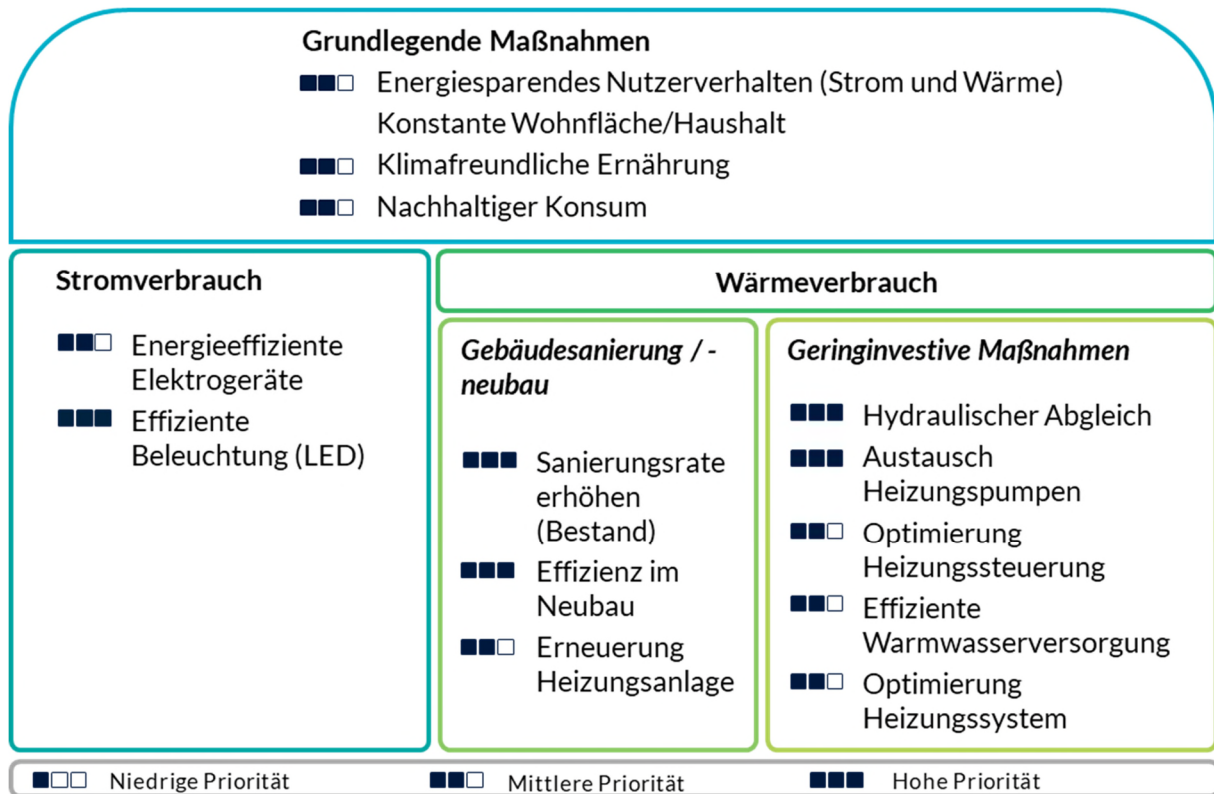 Grundlegende Maßnahmen
Energiesparendes Nutzerverhalten (Strom und Wärme)
Konstante Wohnfläche/Haushalt
Klimafreundliche Ernährung
Nachhaltiger Konsum
Stromverbrauch
Energieeffiziente
Elektrogeräte
Effiziente
Beleuchtung (LED)
Wärmeverbrauch
Gebäudesanierung / -
neubau
Sanierungsrate
erhöhen
(Bestand)
Effizienz im
Neubau
Erneuerung
Heizungsanlage
Geringinvestive Maßnahmen
Hydraulischer Abgleich
Austausch
Heizungspumpen
Optimierung
Heizungssteuerung
Effiziente
Warmwasserversorgung
Optimierung
Heizungssystem
Niedrige Priorität
Mittlere Priorität
Hohe Priorität